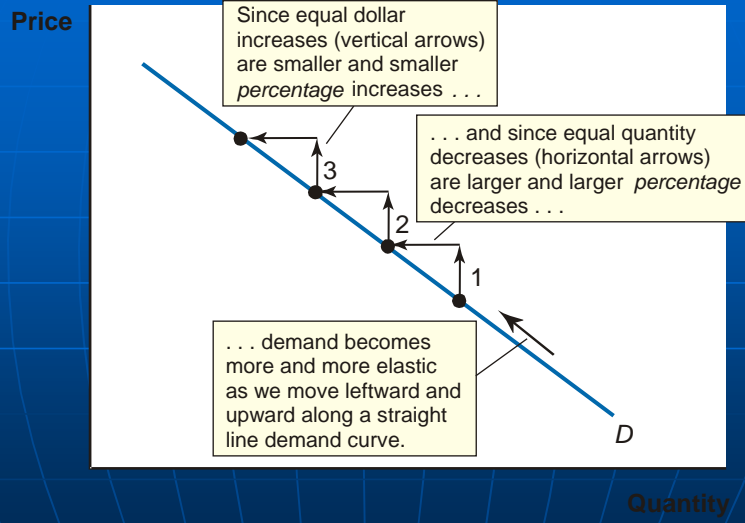 Price
Since equal dollar
increases (vertical arrows)
are smaller and smaller
percentage increases . . .
. . . and since equal quantity
decreases (horizontal arrows)
are larger and larger percentage
decreases . . .
3
2
1
. . . demand becomes
more and more elastic
as we move leftward and
upward along a straight
line demand curve.
D
Quantity